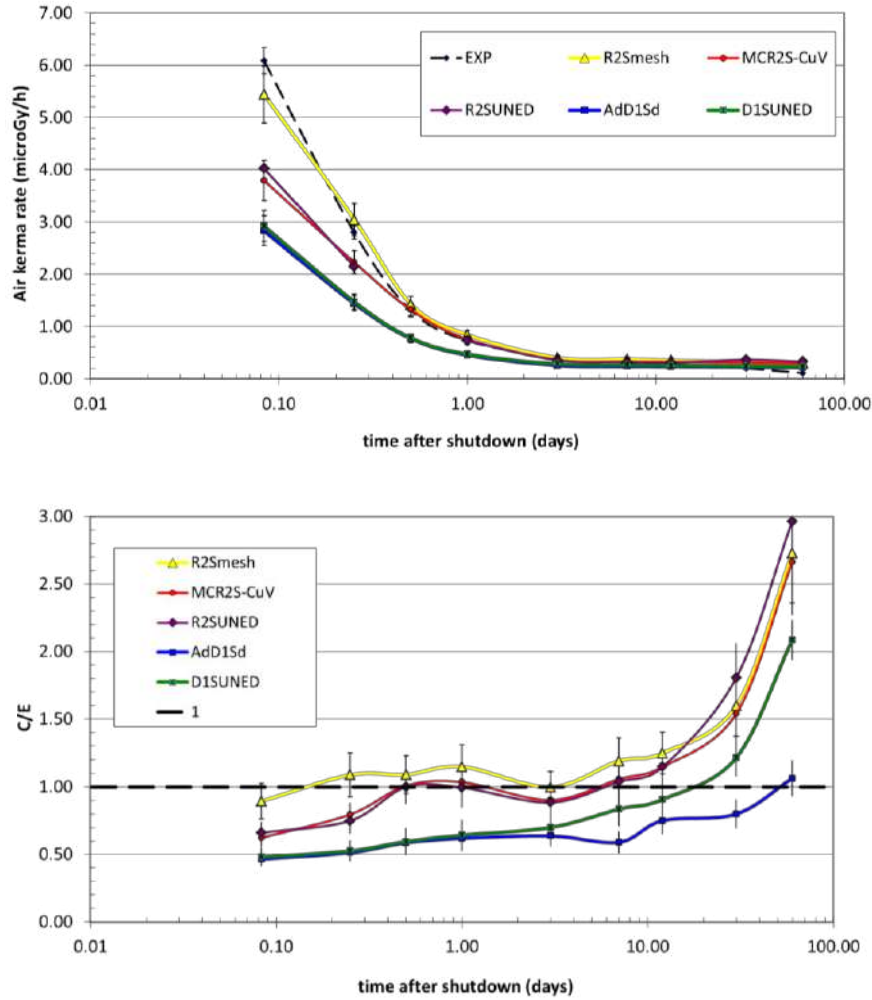 7.00
6.00
5.00
4.00
3.00
2.00
1.00
0.00
Air kerma rate (microGy/h)
EXP R2Smesh MCR2S-CuV
R2SUNED AdD1Sd D1SUNED
0.01 0.10 1.00 10.00 100.00
time after shutdown (days)
3.00
2.50
2.00
1.50
1.00
0.50
0.00
C/E
R2Smesh
MCR2S-CuV
R2SUNED
AdD1Sd
D1SUNED
1
0.01 0.10 1.00 10.00 100.00
time after shutdown (days)